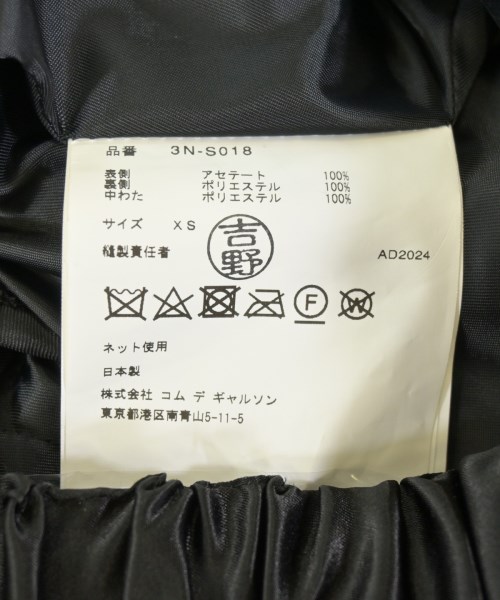 品番 3N-S018
表側 アセテート 100%
裏側 ポリエステル 100%
中わた ポリエステル 100%
サイズ XS
縫製責任者 吉野 AD2024
F W
ネット使用
日本製
株式会社 コム デ ギャルソン
東京都港区南青山5-11-5